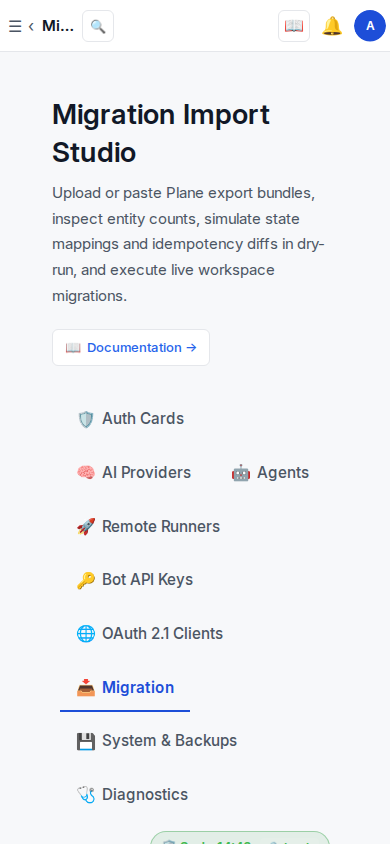 Mi...
A
Migration Import
Studio
Upload or paste Plane export bundles,
inspect entity counts, simulate state
mappings and idempotency diffs in dry-
run, and execute live workspace
migrations.
Documentation →
Auth Cards
AI Providers
Agents
Remote Runners
Bot API Keys
OAuth 2.1 Clients
Migration
System & Backups
Diagnostics